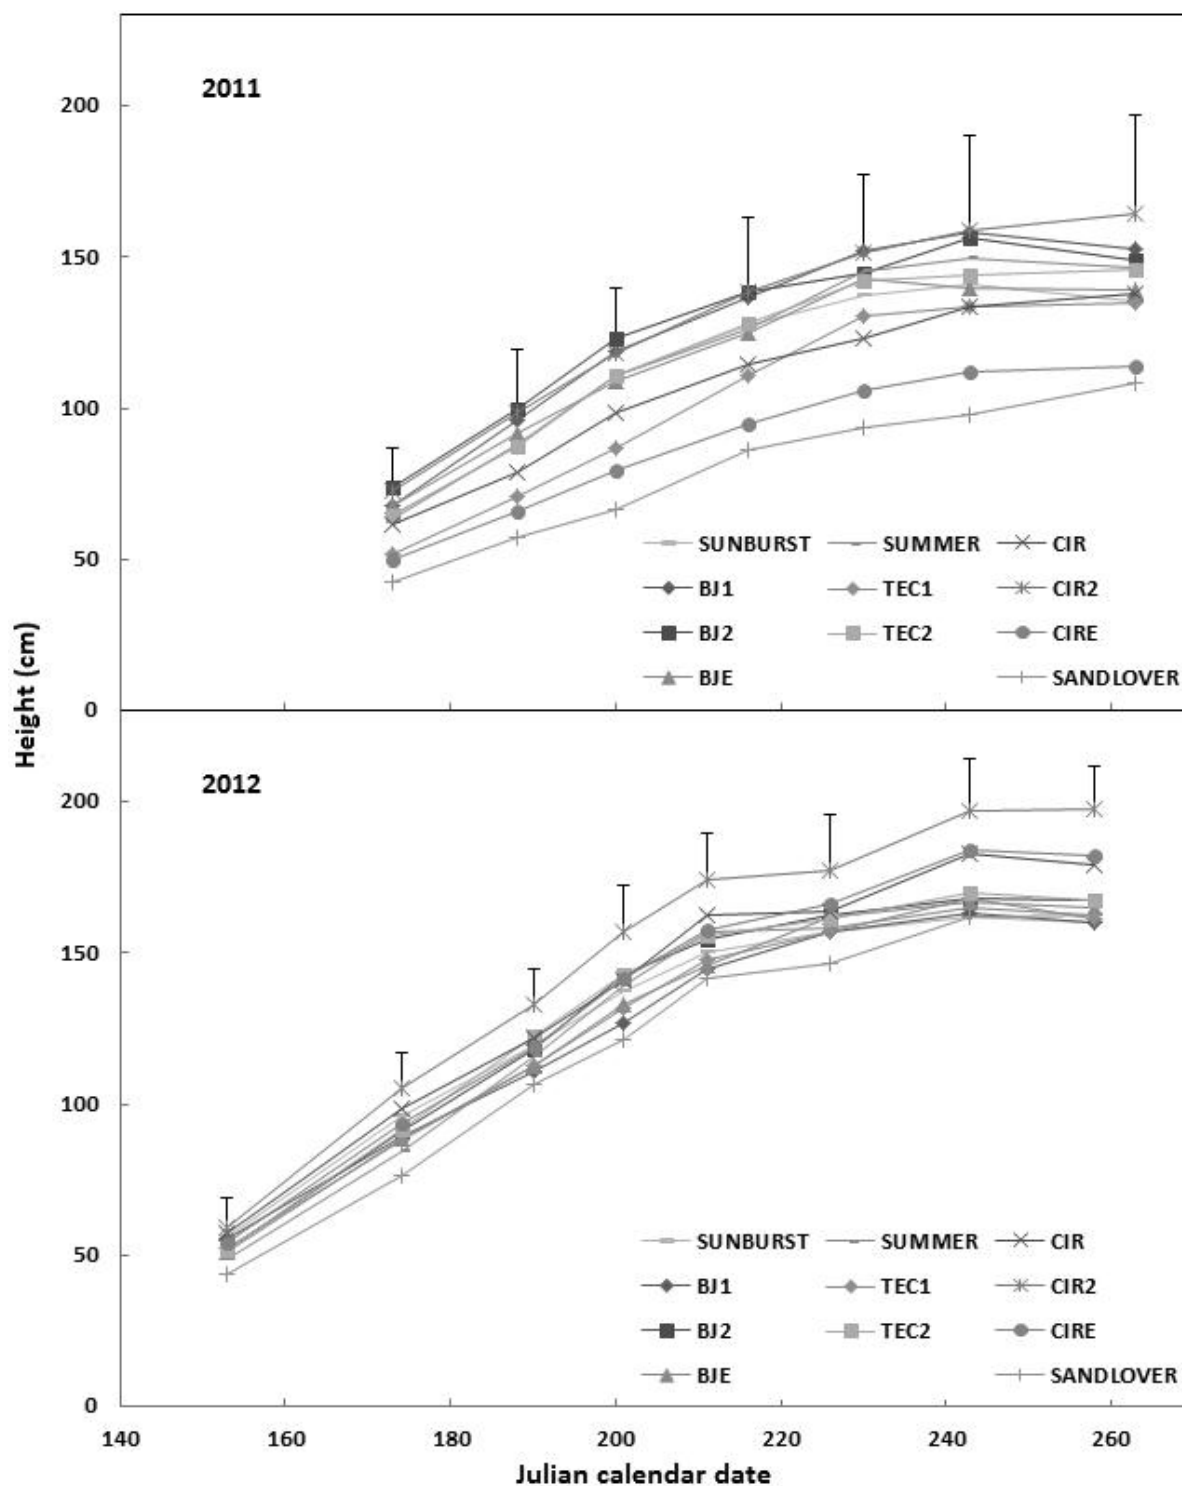 2011
200
150
100
50
0
SUNBURST SUMMER CIR
BJ1 TEC1 CIR2
BJ2 TEC2 CIRE
BJE SANDLOVER
Height (cm)
2012
200
150
100
50
0
SUNBURST SUMMER CIR
BJ1 TEC1 CIR2
BJ2 TEC2 CIRE
BJE SANDLOVER
140 160 180 200 220 240 260
Julian calendar date